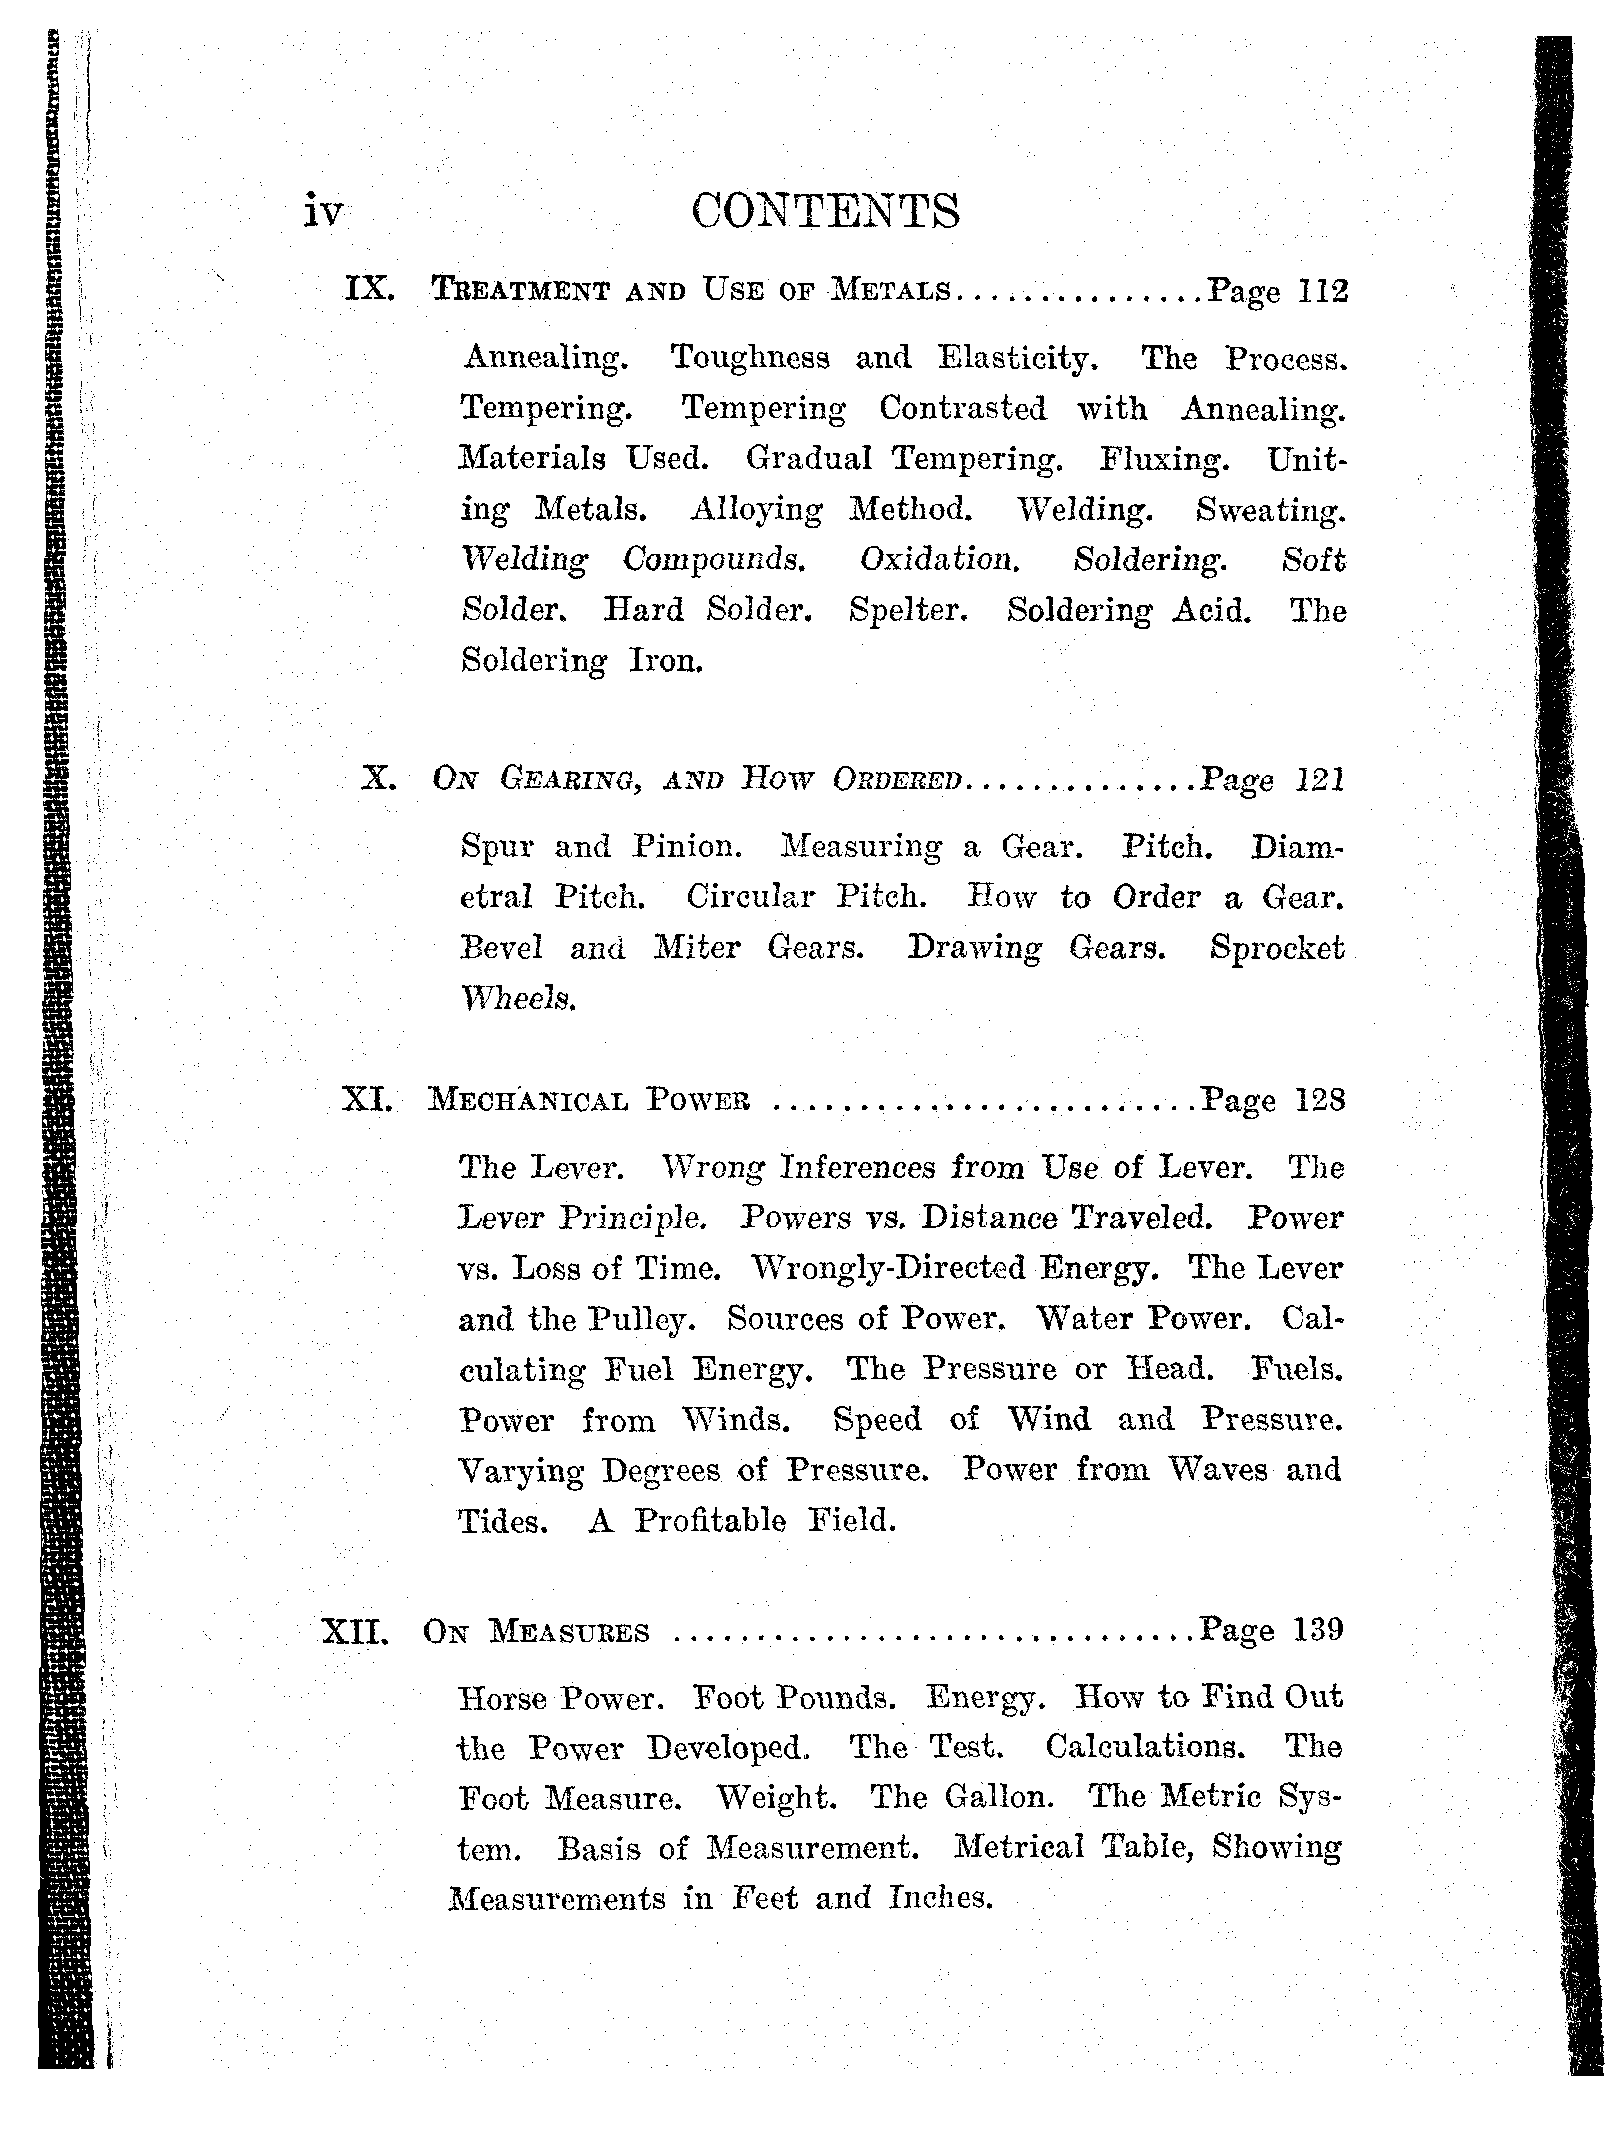 iv CONTENTS
IX. TREATMENT AND USE OF METALS...............Page 112
Annealing. Toughness and Elasticity. The Process.
Tempering. Tempering Contrasted with Annealing.
Materials Used. Gradual Tempering. Fluxing. Unit-
ing Metals. Alloying Method. Welding. Sweating.
Welding Compounds. Oxidation. Soldering. Soft
Solder. Hard Solder. Spelter. Soldering Acid. The
Soldering Iron.
X. ON GEARING, AND HOW ORDERED..............Page 121
Spur and Pinion. Measuring a Gear. Pitch. Diam-
etral Pitch. Circular Pitch. How to Order a Gear.
Bevel and Miter Gears. Drawing Gears. Sprocket
Wheels.
XI. MECHANICAL POWER .........................Page 128
The Lever. Wrong Inferences from Use of Lever. The
Lever Principle. Powers vs. Distance Traveled. Power
vs. Loss of Time. Wrongly-Directed Energy. The Lever
and the Pulley. Sources of Power. Water Power. Cal-
culating Fuel Energy. The Pressure or Head. Fuels.
Power from Winds. Speed of Wind and Pressure.
Varying Degrees of Pressure. Power from Waves and
Tides. A Profitable Field.
XII. ON MEASURES ...............................Page 139
Horse Power. Foot Pounds. Energy. How to Find Out
the Power Developed. The Test. Calculations. The
Foot Measure. Weight. The Gallon. The Metric Sys-
tem. Basis of Measurement. Metrical Table, Showing
Measurements in Feet and Inches.